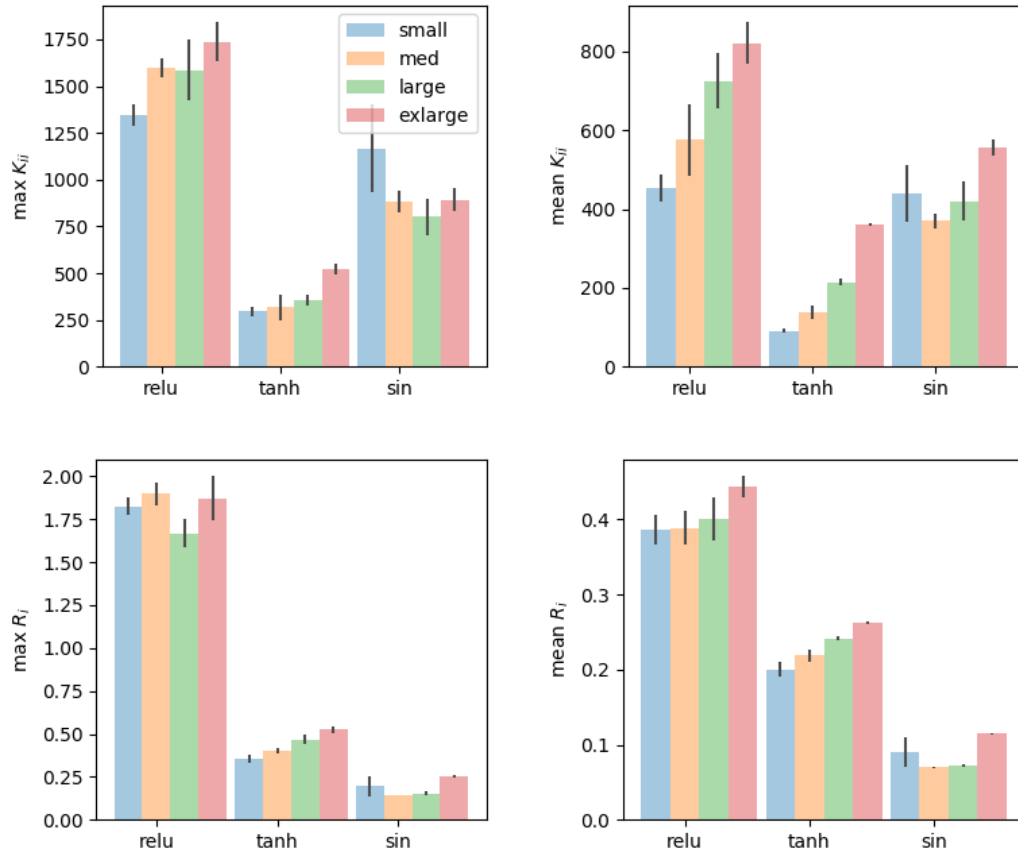 1750
1500
1250
1000
750
500
250
0
max K_ii
relu
tanh
sin
small
med
large
exlarge
800
600
400
200
0
mean K_ii
relu
tanh
sin
2.00
1.75
1.50
1.25
1.00
0.75
0.50
0.25
0.00
max R_i
relu
tanh
sin
0.4
0.3
0.2
0.1
0.0
mean R_i
relu
tanh
sin